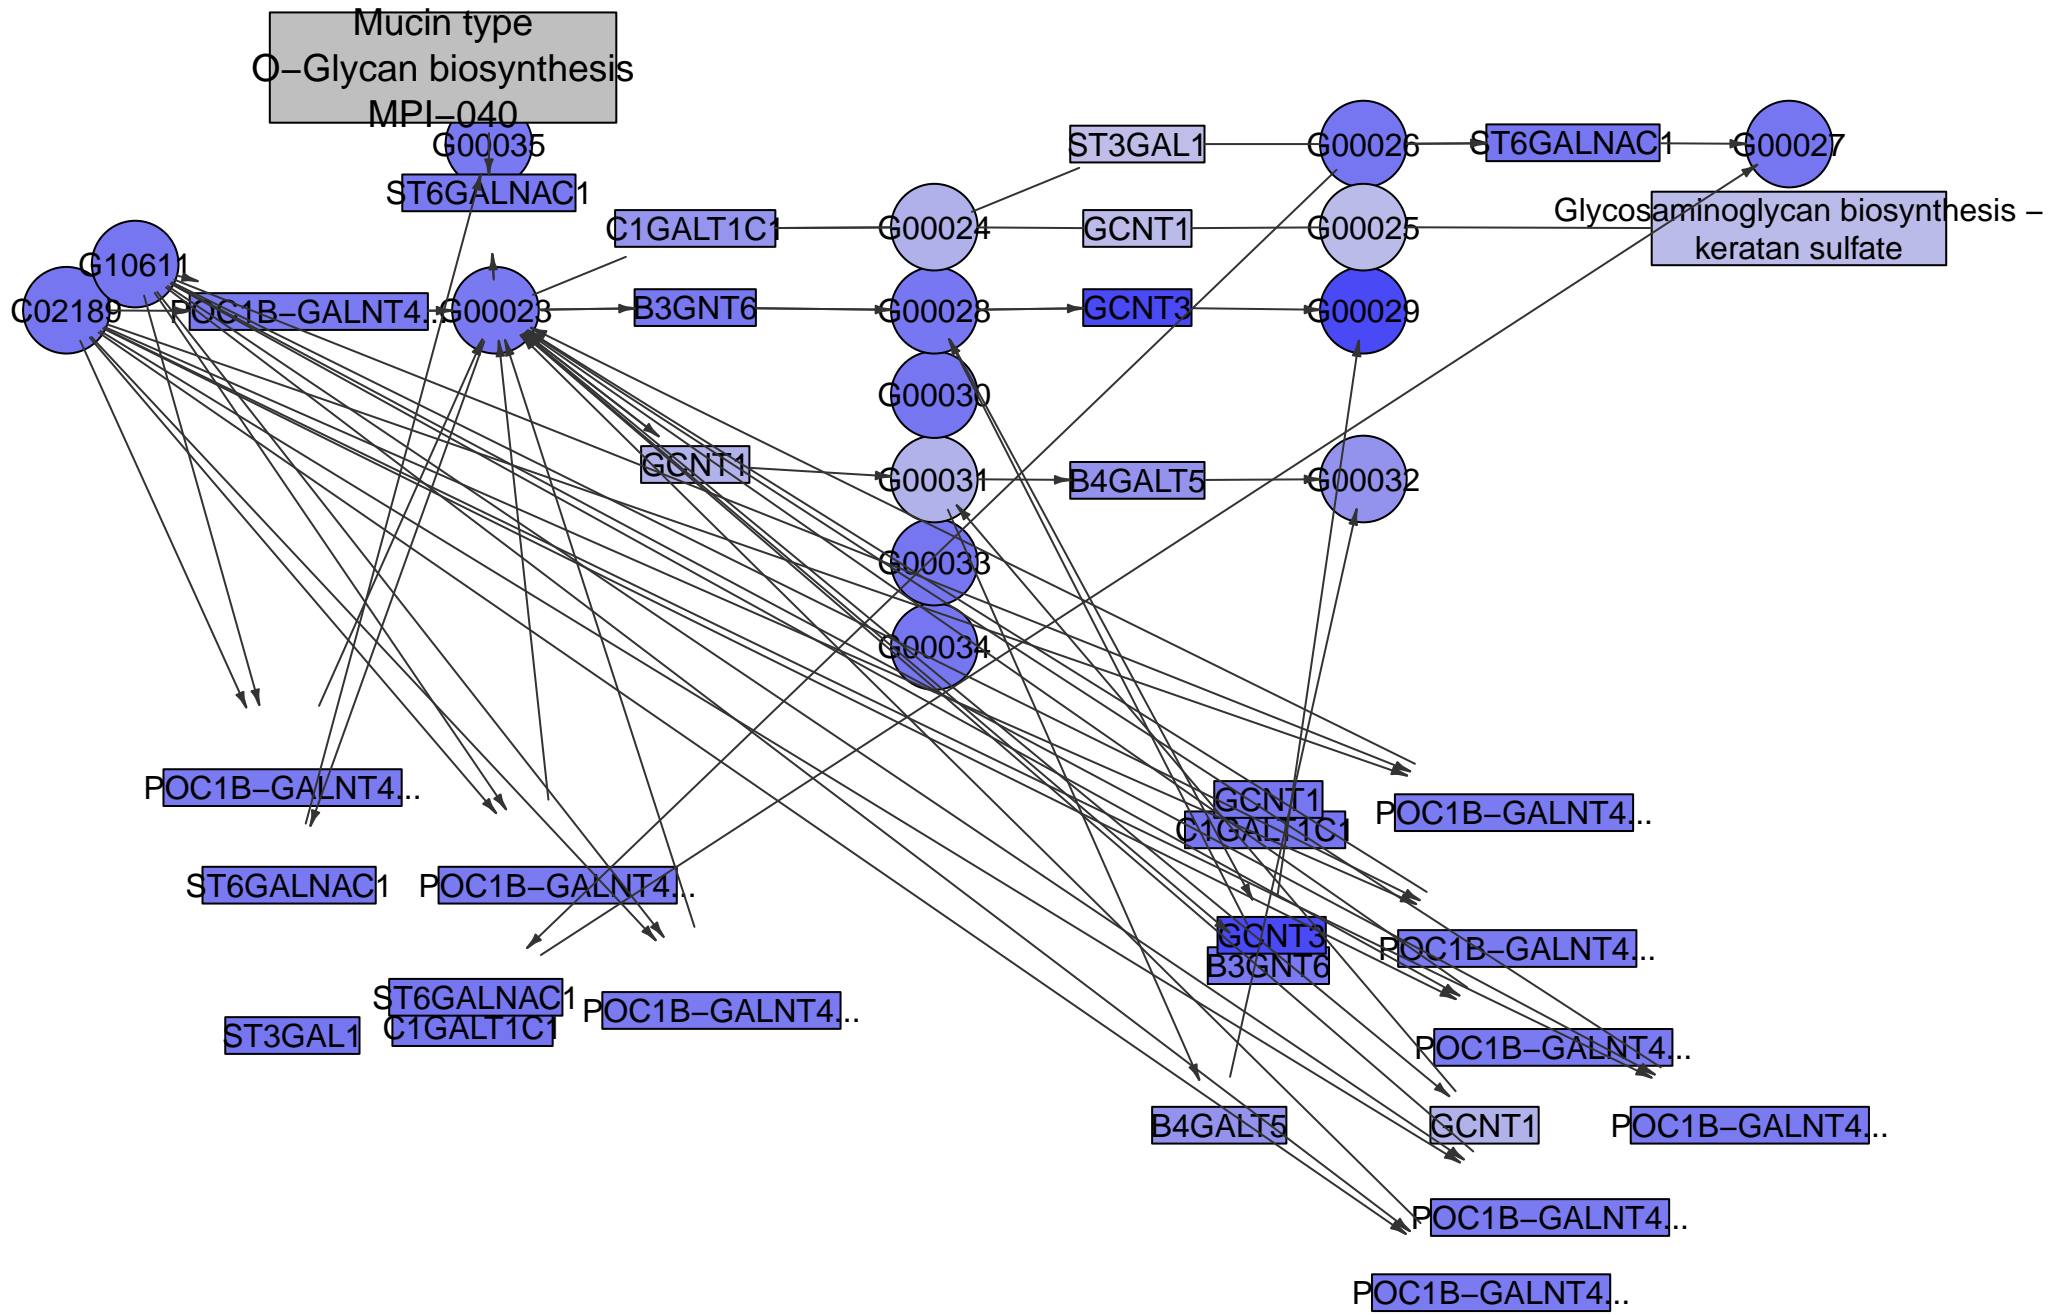 Mucin type
O−Glycan biosynthesis
MPI−040
G00035
ST3GAL1
G00026
ST6GALNAC1
G00027
ST6GALNAC1
C1GALT1C1
G00024
GCNT1
G00025
Glycosaminoglycan biosynthesis −
keratan sulfate
G10611
C02189
POC1B−GALNT4...
G00023
B3GNT6
G00028
GCNT3
G00029
G00030
GCNT1
G00031
B4GALT5
G00032
G00033
G00034
POC1B−GALNT4...
GCNT1
POC1B−GALNT4...
C1GALT1C1
ST6GALNAC1
POC1B−GALNT4...
GCNT3
POC1B−GALNT4...
B3GNT6
ST6GALNAC1
POC1B−GALNT4...
C1GALT1C1
ST3GAL1
POC1B−GALNT4...
B4GALT5
GCNT1
POC1B−GALNT4...
POC1B−GALNT4...
POC1B−GALNT4...